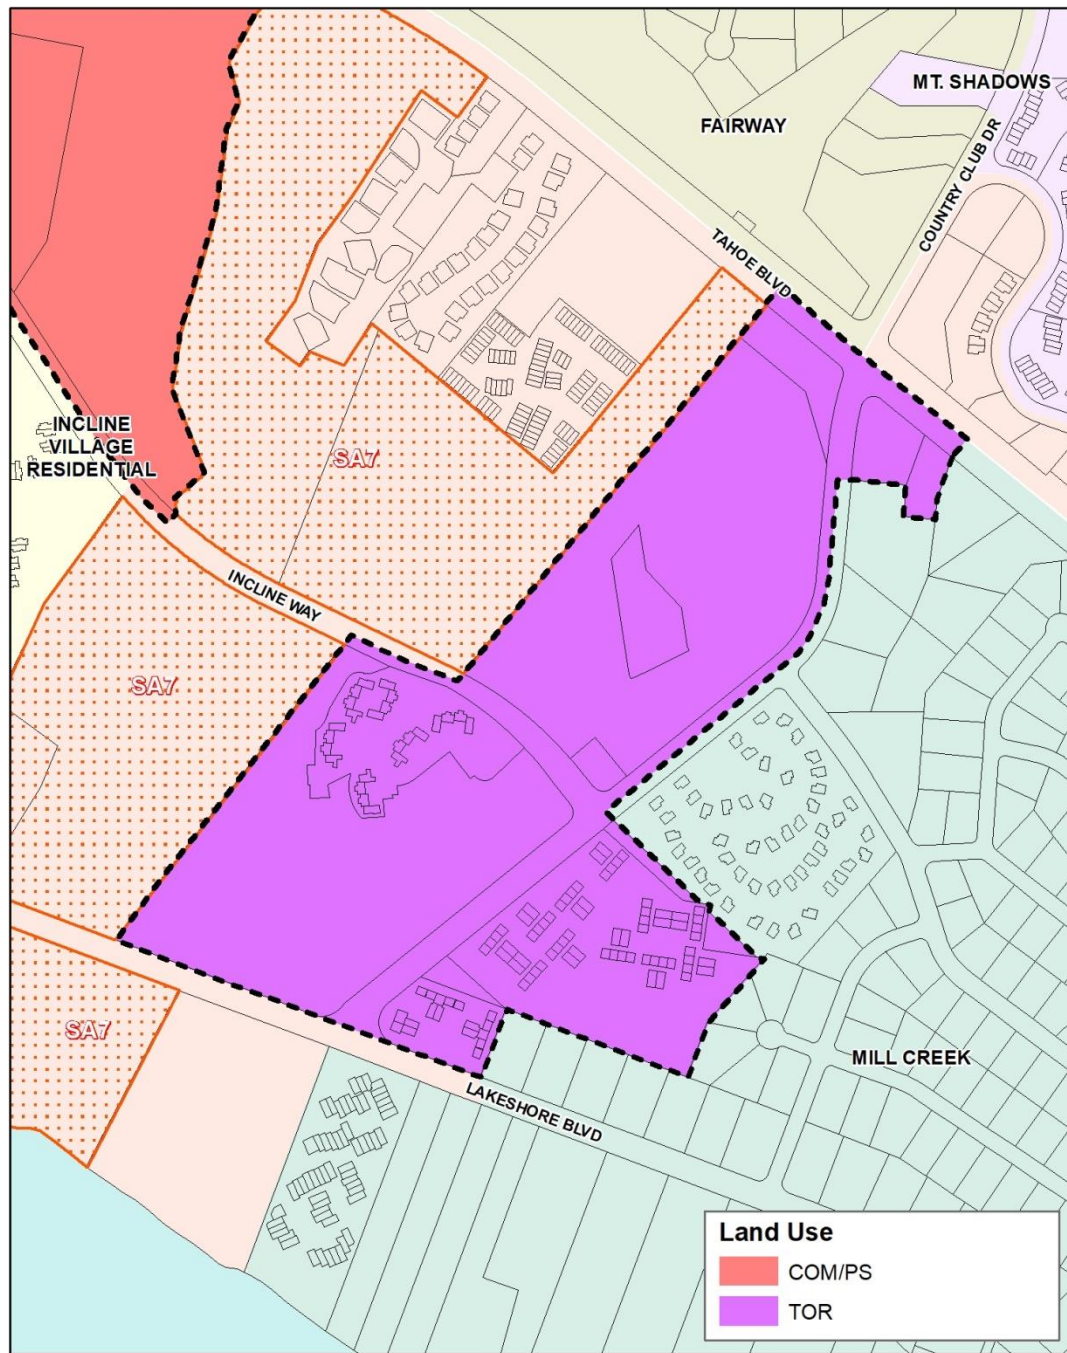 MT. SHADOWS
FAIRWAY
COUNTRY CLUB DR
TAHOE BLVD
INCLINE
VILLAGE
RESIDENTIAL
SA7
INCLINE WAY
SA7
SA7
MILL CREEK
LAKESHORE BLVD
Land Use
COM/PS
TOR